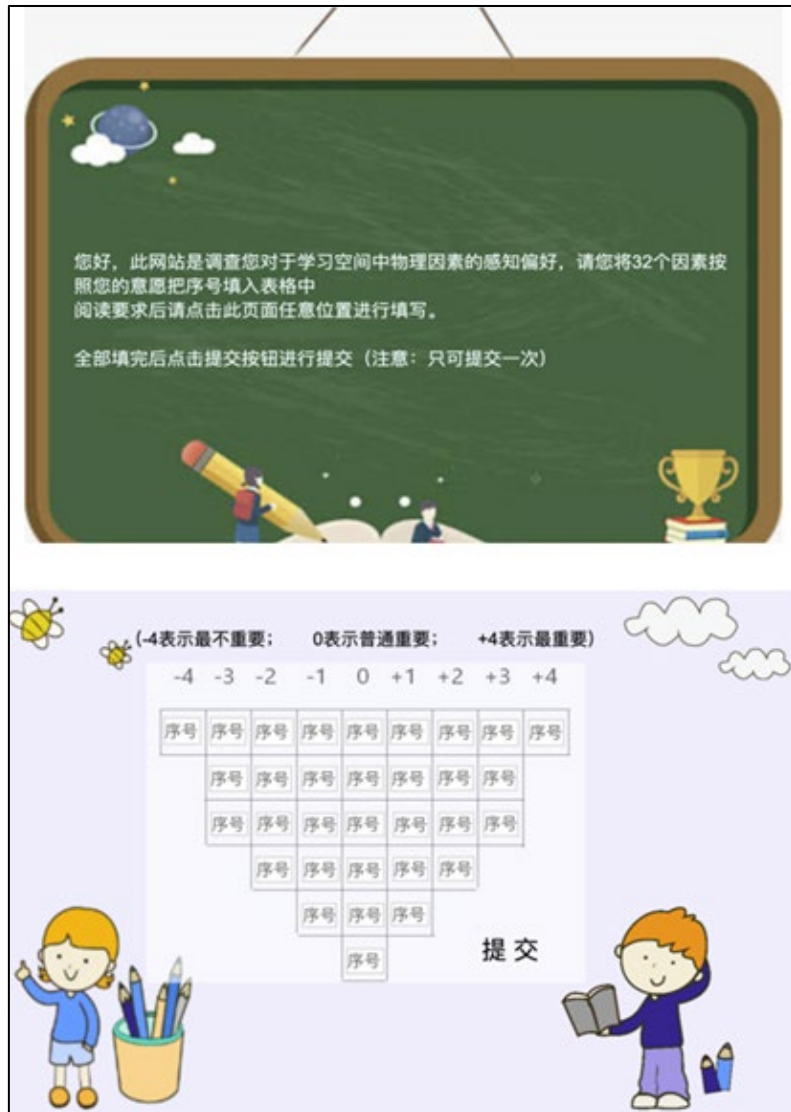 您好，此网站是调查您对于学习空间中物理因素的感知偏好，请您将32个因素按
照您的意愿把序号填入表格中
阅读要求后请点击此页面任意位置进行填写。
全部填完后点击提交按钮进行提交（注意：只可提交一次）
（-4表示最不重要； 0表示普通重要； +4表示最重要）
-4 -3 -2 -1 0 +1 +2 +3 +4
序号 序号 序号 序号 序号 序号 序号 序号 序号
序号 序号 序号 序号 序号 序号 序号
序号 序号 序号 序号 序号 序号 序号
序号 序号 序号 序号 序号
序号 序号 序号
序号
提 交